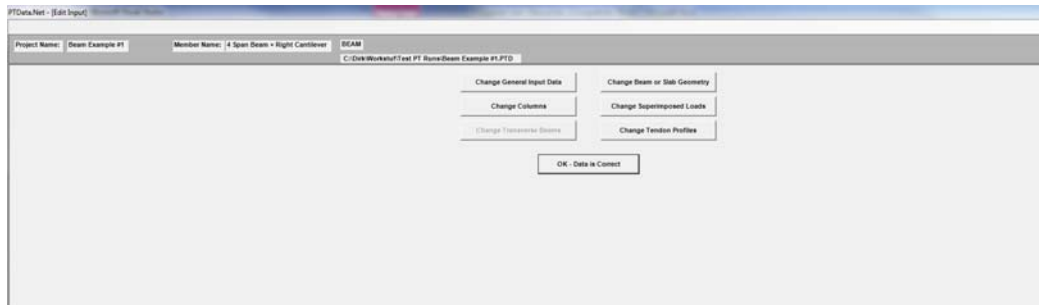 PTData.Net - [Edit Input]
Project Name: Beam Example #1 Member Name: 4 Span Beam + Right Cantilever BEAM
C:\Dirk\Workstuf\Test PT Runs\Beam Example #1.PTD
Change General Input Data Change Beam or Slab Geometry
Change Columns Change Superimposed Loads
Change Transverse Beams Change Tendon Profiles
OK - Data is Correct